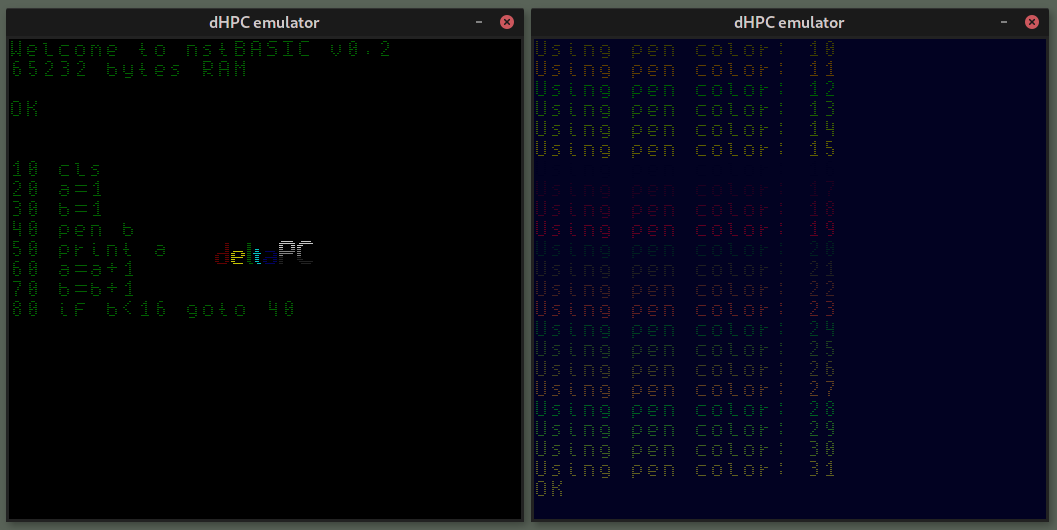 dHPC emulator
Welcome to nstBASIC v0.2
65232 bytes RAM
OK
10 cls
20 a=1
30 b=1
40 pen b
50 print a
60 a=a+1
70 b=b+1
80 if b<16 goto 40
deltaPC
dHPC emulator
Using pen color: 10
Using pen color: 11
Using pen color: 12
Using pen color: 13
Using pen color: 14
Using pen color: 15
Using pen color: 17
Using pen color: 18
Using pen color: 19
Using pen color: 20
Using pen color: 21
Using pen color: 22
Using pen color: 23
Using pen color: 24
Using pen color: 25
Using pen color: 26
Using pen color: 27
Using pen color: 28
Using pen color: 29
Using pen color: 30
Using pen color: 31
OK